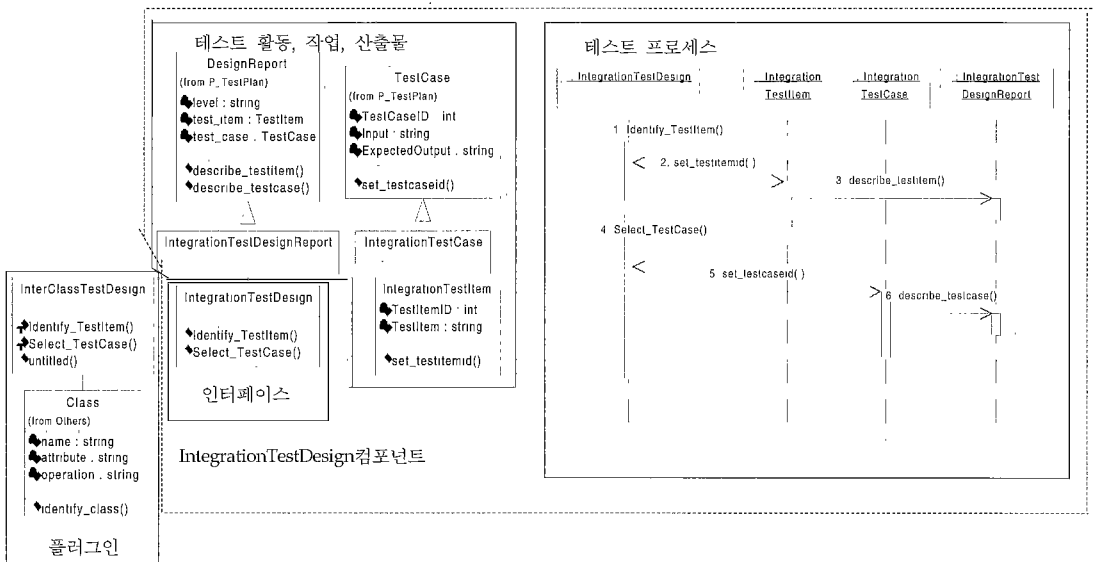 테스트 활동, 작업, 산출물
DesignReport
(from P_TestPlan)
level : string
test_item : TestItem
test_case . TestCase
describe_testitem()
describe_testcase()
TestCase
(from P_TestPlan)
TestCaseID int
Input : string
ExpectedOutput . string
set_testcaseid()
IntegrationTestDesignReport
IntegrationTestCase
InterClassTestDesign
Identify_TestItem()
Select_TestCase()
untitled()
IntegrationTestDesign
Identify_TestItem()
Select_TestCase()
인터페이스
IntegrationTestItem
TestItemID : int
TestItem : string
set_testitemid()
Class
(from Others)
name : string
attribute . string
operation . string
identify_class()
플러그인
IntegrationTestDesign컴포넌트
테스트 프로세스
. IntegrationTestDesign
. Integration
TestItem
. Integration
TestCase
: IntegrationTest
DesignReport
1 Identify_TestItem()
2. set_testitemid( )
3 describe_testitem()
4 Select_TestCase()
5 set_testcaseid( )
6 describe_testcase()